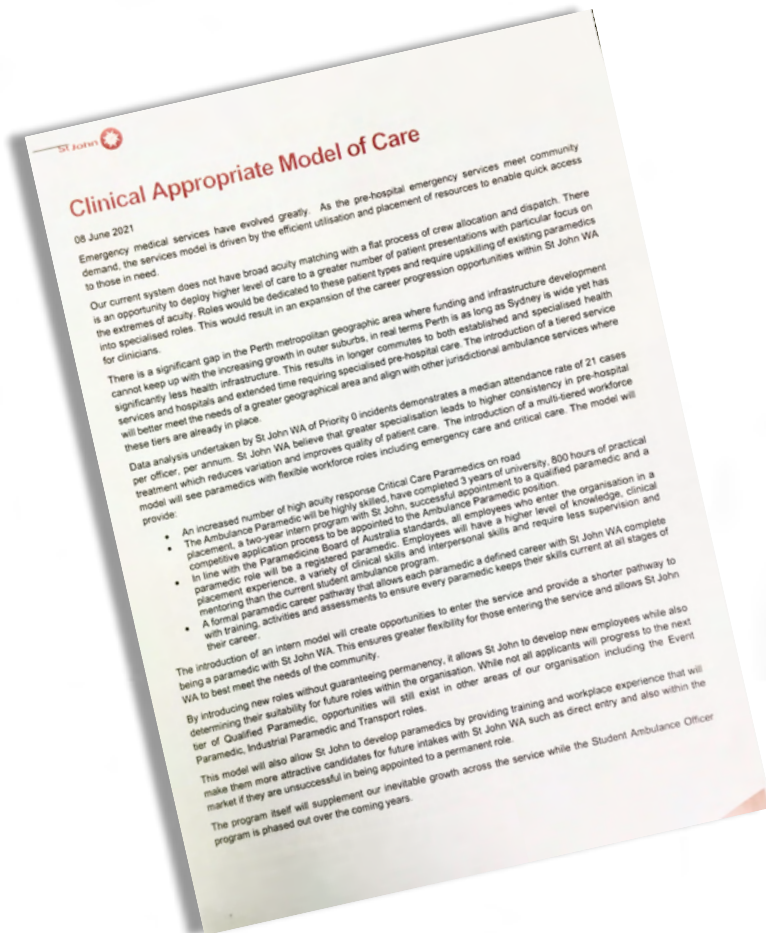 St John
Clinical Appropriate Model of Care
08 June 2021
Emergency medical services have evolved greatly. As the pre-hospital emergency services meet community
demand, the services model is driven by the efficient utilisation and placement of resources to enable quick access
to those in need.
Our current system does not have broad acuity matching with a flat process of crew allocation and dispatch. There
is an opportunity to deploy higher level of care to a greater number of patient presentations with particular focus on
the extremes of acuity. Roles would be dedicated to these patient types and require upskilling of existing paramedics
into specialised roles. This would result in an expansion of the career progression opportunities within St John WA
for clinicians.
There is a significant gap in the Perth metropolitan geographic area where funding and infrastructure development
cannot keep up with the increasing growth in outer suburbs, in real terms Perth is as long as Sydney is wide yet has
significantly less health infrastructure. This results in longer commutes to both established and specialised health
services and hospitals and extended time requiring specialised pre-hospital care. The introduction of a tiered service
will better meet the needs of a greater geographical area and align with other jurisdictional ambulance services where
these tiers are already in place.
Data analysis undertaken by St John WA of Priority 0 incidents demonstrates a median attendance rate of 21 cases
per officer, per annum. St John WA believe that greater specialisation leads to higher consistency in pre-hospital
treatment which reduces variation and improves quality of patient care. The introduction of a multi-tiered workforce
model will see paramedics with flexible workforce roles including emergency care and critical care. The model will
provide:
• An increased number of high acuity response Critical Care Paramedics on road
• The Ambulance Paramedic will be highly skilled, have completed 3 years of university, 800 hours of practical
placement, a two-year intern program with St John, successful appointment to a qualified paramedic and a
competitive application process to be appointed to the Ambulance Paramedic position.
• In line with the Paramedicine Board of Australia standards, all employees who enter the organisation in a
paramedic role will be a registered paramedic. Employees will have a higher level of knowledge, clinical
placement experience, a variety of clinical skills and interpersonal skills and require less supervision and
mentoring than the current student ambulance program.
• A formal paramedic career pathway that allows each paramedic a defined career with St John WA complete
with training, activities and assessments to ensure every paramedic keeps their skills current at all stages of
their career.
The introduction of an intern model will create opportunities to enter the service and provide a shorter pathway to
being a paramedic with St John WA. This ensures greater flexibility for those entering the service and allows St John
WA to best meet the needs of the community.
By introducing new roles without guaranteeing permanency, it allows St John to develop new employees while also
determining their suitability for future roles within the organisation. While not all applicants will progress to the next
tier of Qualified Paramedic, opportunities will still exist in other areas of our organisation including the Event
Paramedic, Industrial Paramedic and Transport roles.
This model will also allow St John to develop paramedics by providing training and workplace experience that will
make them more attractive candidates for future intakes with St John WA such as direct entry and also within the
market if they are unsuccessful in being appointed to a permanent role.
The program itself will supplement our inevitable growth across the service while the Student Ambulance Officer
program is phased out over the coming years.